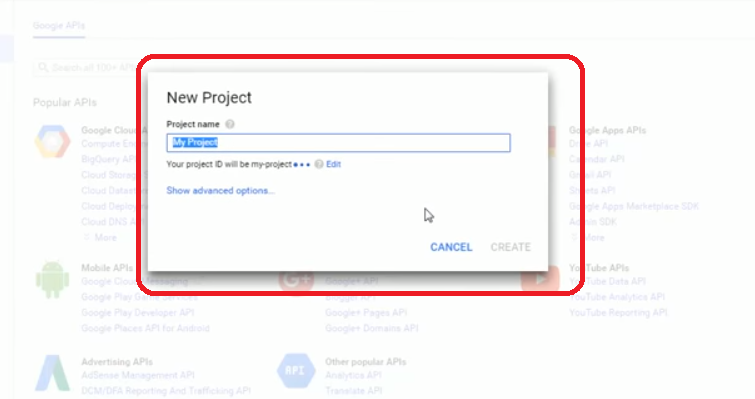 Google APIs
Search all 100+ APIs
Popular APIs
New Project
Project name
My Project
Your project ID will be my-project
Edit
Show advanced options...
CANCEL
CREATE
Google Cloud
Compute
BigQuery API
Cloud Storage
Cloud
Cloud
Cloud DNS API
More
Google Apps APIs
Drive API
Calendar API
Gmail API
Sheets API
Google Apps Marketplace SDK
Admin SDK
More
Mobile APIs
Google Cloud Messaging
Google Play Game Services
Google Play Developer API
Google Places API for Android
G+
Google+ API
Blogger API
Google+ Pages API
Google+ Domains API
YouTube APIs
YouTube Data API
YouTube Analytics API
YouTube Reporting API
Advertising APIs
AdSense Management API
DCM/DFA Reporting And Trafficking API
API
Other popular APIs
Analytics API
Translate API